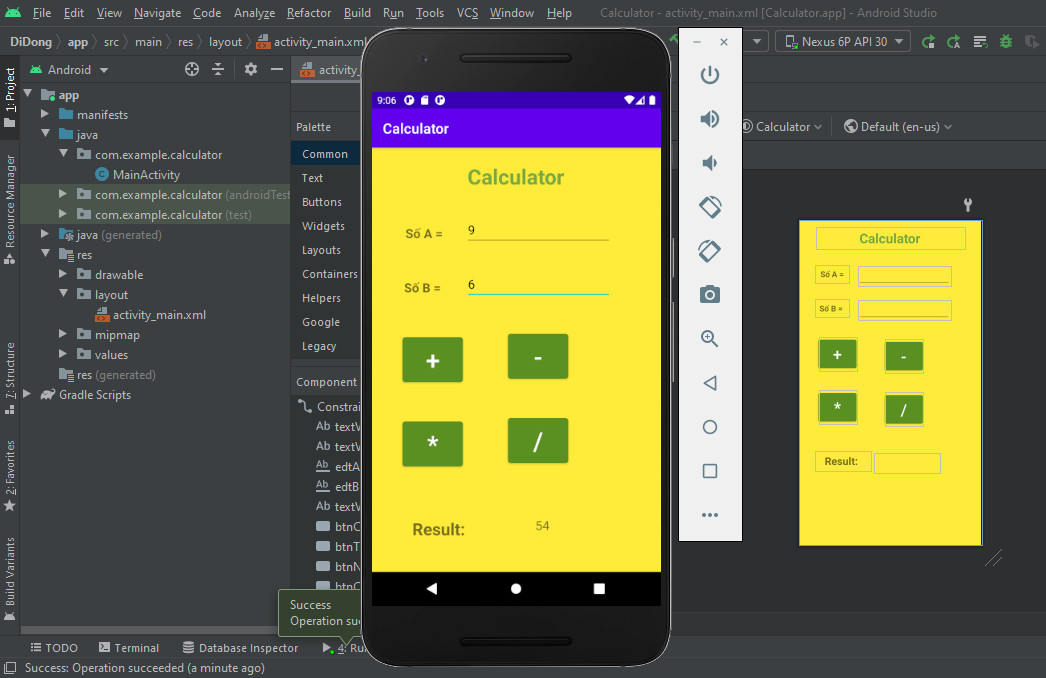 File Edit View Navigate Code Analyze Refactor Build Run Tools VCS Window Help Calculator - activity_main.xml [Calculator.app] - Android Studio
DiDong app src main res layout activity_main.xml Nexus 6P API 30
Android
activity_
1: Project
Resource Manager
7: Structure
2: Favorites
Build Variants
app
manifests
java
com.example.calculator
MainActivity
com.example.calculator (androidTest
com.example.calculator (test)
java (generated)
res
drawable
layout
activity_main.xml
mipmap
values
res (generated)
Gradle Scripts
Palette
Common
Text
Buttons
Widgets
Layouts
Containers
Helpers
Google
Legacy
Component
Constrai
Ab textV
Ab textV
Ab edtA
Ab edtB
Ab textV
btnC
btnT
btnN
btnC
9:06
Calculator
Calculator
Số A = 9
Số B = 6
+ -
* /
Result: 54
Calculator Default (en-us)
Calculator
Số A =
Số B =
+ -
* /
Result:
Success
Operation suc
TODO Terminal Database Inspector 4: Ru
Success: Operation succeeded (a minute ago)